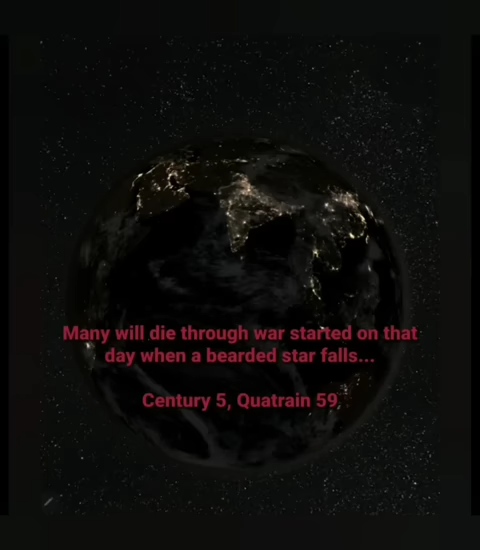 Many will die through war started on that
day when a bearded star falls...
Century 5, Quatrain 59